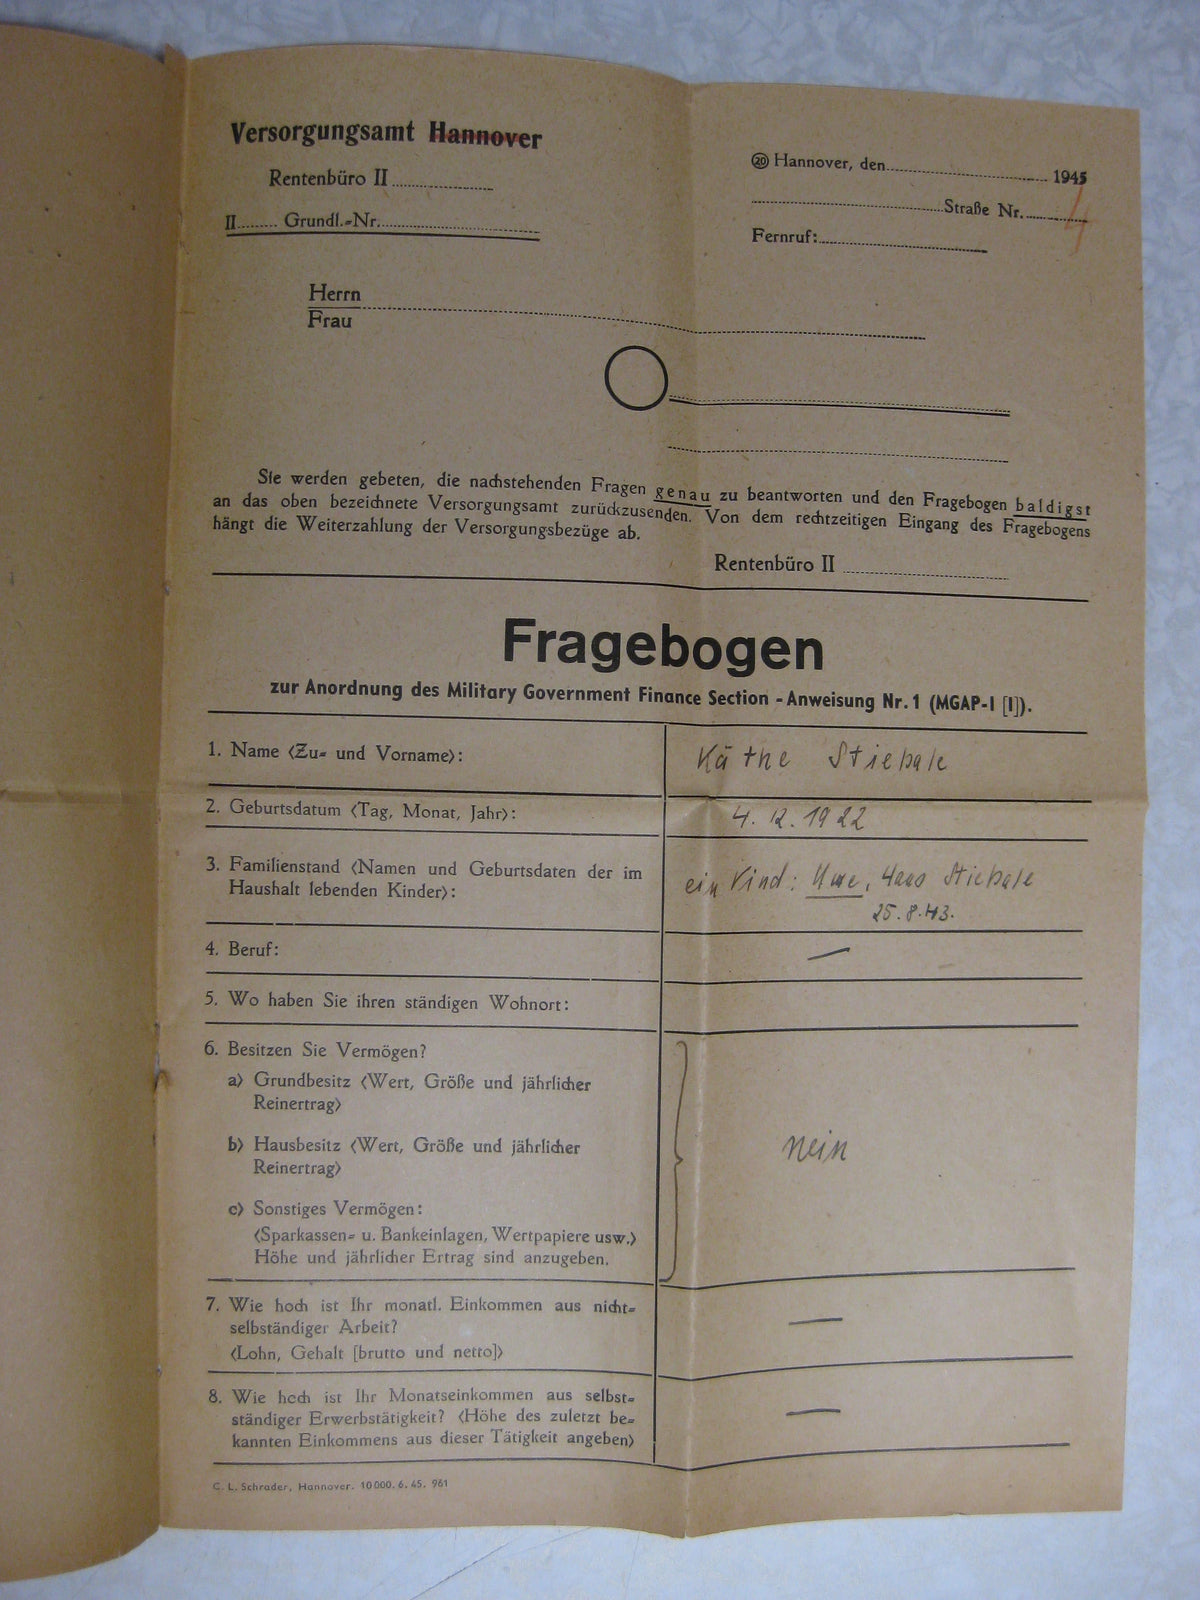 Versorgungsamt Hannover
Rentenbüro II
II Grundl.-Nr.
⑳ Hannover, den 1945
4
Straße Nr.
Fernruf:
Herrn
Frau
Sie werden gebeten, die nachstehenden Fragen genau zu beantworten und den Fragebogen baldigst
an das oben bezeichnete Versorgungsamt zurückzusenden. Von dem rechtzeitigen Eingang des Fragebogens
hängt die Weiterzahlung der Versorgungsbezüge ab.
Rentenbüro II
Fragebogen
zur Anordnung des Military Government Finance Section - Anweisung Nr. 1 (MGAP-I [I]).
1. Name (Zu- und Vorname):
Käthe
2. Geburtsdatum (Tag, Monat, Jahr):
4. 12. 1922
3. Familienstand (Namen und Geburtsdaten der im
Haushalt lebenden Kinder):
ein Kind: Uwe,
25. 8. 43.
4. Beruf:
—
5. Wo haben Sie ihren ständigen Wohnort:
6. Besitzen Sie Vermögen?
a) Grundbesitz (Wert, Größe und jährlicher
Reinertrag)
b) Hausbesitz (Wert, Größe und jährlicher
Reinertrag)
nein
c) Sonstiges Vermögen:
(Sparkassen- u. Bankeinlagen, Wertpapiere usw.)
Höhe und jährlicher Ertrag sind anzugeben.
7. Wie hoch ist Ihr monatl. Einkommen aus nicht-
selbständiger Arbeit?
(Lohn, Gehalt [brutto und netto])
—
8. Wie hoch ist Ihr Monatseinkommen aus selbst-
ständiger Erwerbstätigkeit? (Höhe des zuletzt be-
kannten Einkommens aus dieser Tätigkeit angeben)
—
C. L. Schrader, Hannover. 10000. 6. 45. 961